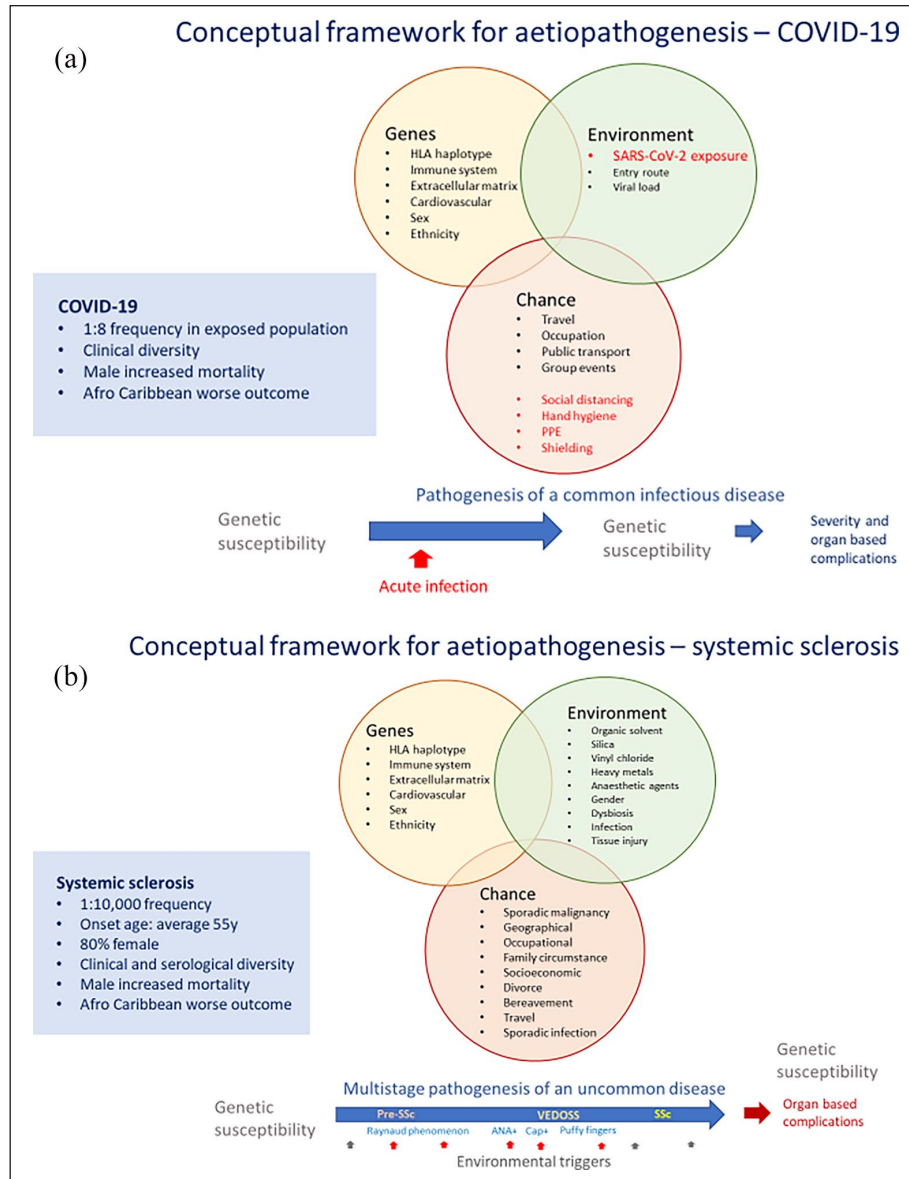 Conceptual framework for aetiopathogenesis – COVID-19
(a)
Genes
• HLA haplotype
• Immune system
• Extracellular matrix
• Cardiovascular
• Sex
• Ethnicity
Environment
• SARS-CoV-2 exposure
• Entry route
• Viral load
Chance
• Travel
• Occupation
• Public transport
• Group events
• Social distancing
• Hand hygiene
• PPE
• Shielding
COVID-19
• 1:8 frequency in exposed population
• Clinical diversity
• Male increased mortality
• Afro Caribbean worse outcome
Pathogenesis of a common infectious disease
Genetic
susceptibility
Acute infection
Genetic
susceptibility
Severity and
organ based
complications
Conceptual framework for aetiopathogenesis – systemic sclerosis
(b)
Genes
• HLA haplotype
• Immune system
• Extracellular matrix
• Cardiovascular
• Sex
• Ethnicity
Environment
• Organic solvent
• Silica
• Vinyl chloride
• Heavy metals
• Anaesthetic agents
• Gender
• Dysbiosis
• Infection
• Tissue injury
Chance
• Sporadic malignancy
• Geographical
• Occupational
• Family circumstance
• Socioeconomic
• Divorce
• Bereavement
• Travel
• Sporadic infection
Systemic sclerosis
• 1:10,000 frequency
• Onset age: average 55y
• 80% female
• Clinical and serological diversity
• Male increased mortality
• Afro Caribbean worse outcome
Multistage pathogenesis of an uncommon disease
Genetic
susceptibility
Pre-SSc VEDOSS SSc
Raynaud phenomenon ANA+ Cap+ Puffy fingers
Environmental triggers
Genetic
susceptibility
Organ based
complications